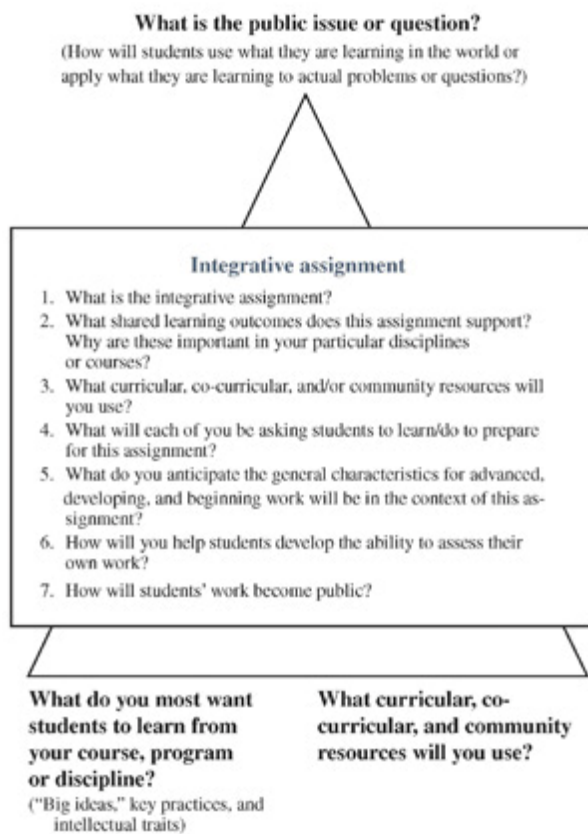 What is the public issue or question?
(How will students use what they are learning in the world or
apply what they are learning to actual problems or questions?)
Integrative assignment
1. What is the integrative assignment?
2. What shared learning outcomes does this assignment support?
Why are these important in your particular disciplines
or courses?
3. What curricular, co-curricular, and/or community resources will
you use?
4. What will each of you be asking students to learn/do to prepare
for this assignment?
5. What do you anticipate the general characteristics for advanced,
developing, and beginning work will be in the context of this as-
signment?
6. How will you help students develop the ability to assess their
own work?
7. How will students' work become public?
What do you most want
students to learn from
your course, program
or discipline?
("Big ideas," key practices, and
intellectual traits)
What curricular, co-
curricular, and community
resources will you use?